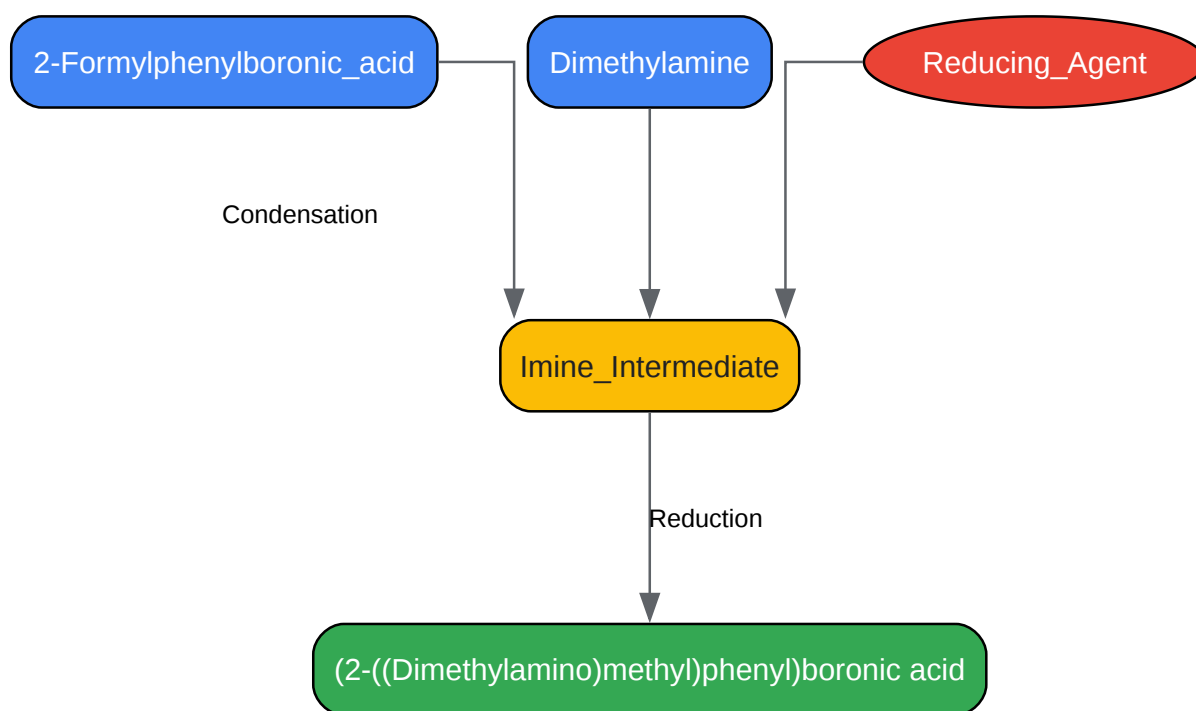 2-Formylphenylboronic_acid
Dimethylamine
Reducing_Agent
Condensation
Imine_Intermediate
Reduction
(2-((Dimethylamino)methyl)phenyl)boronic acid